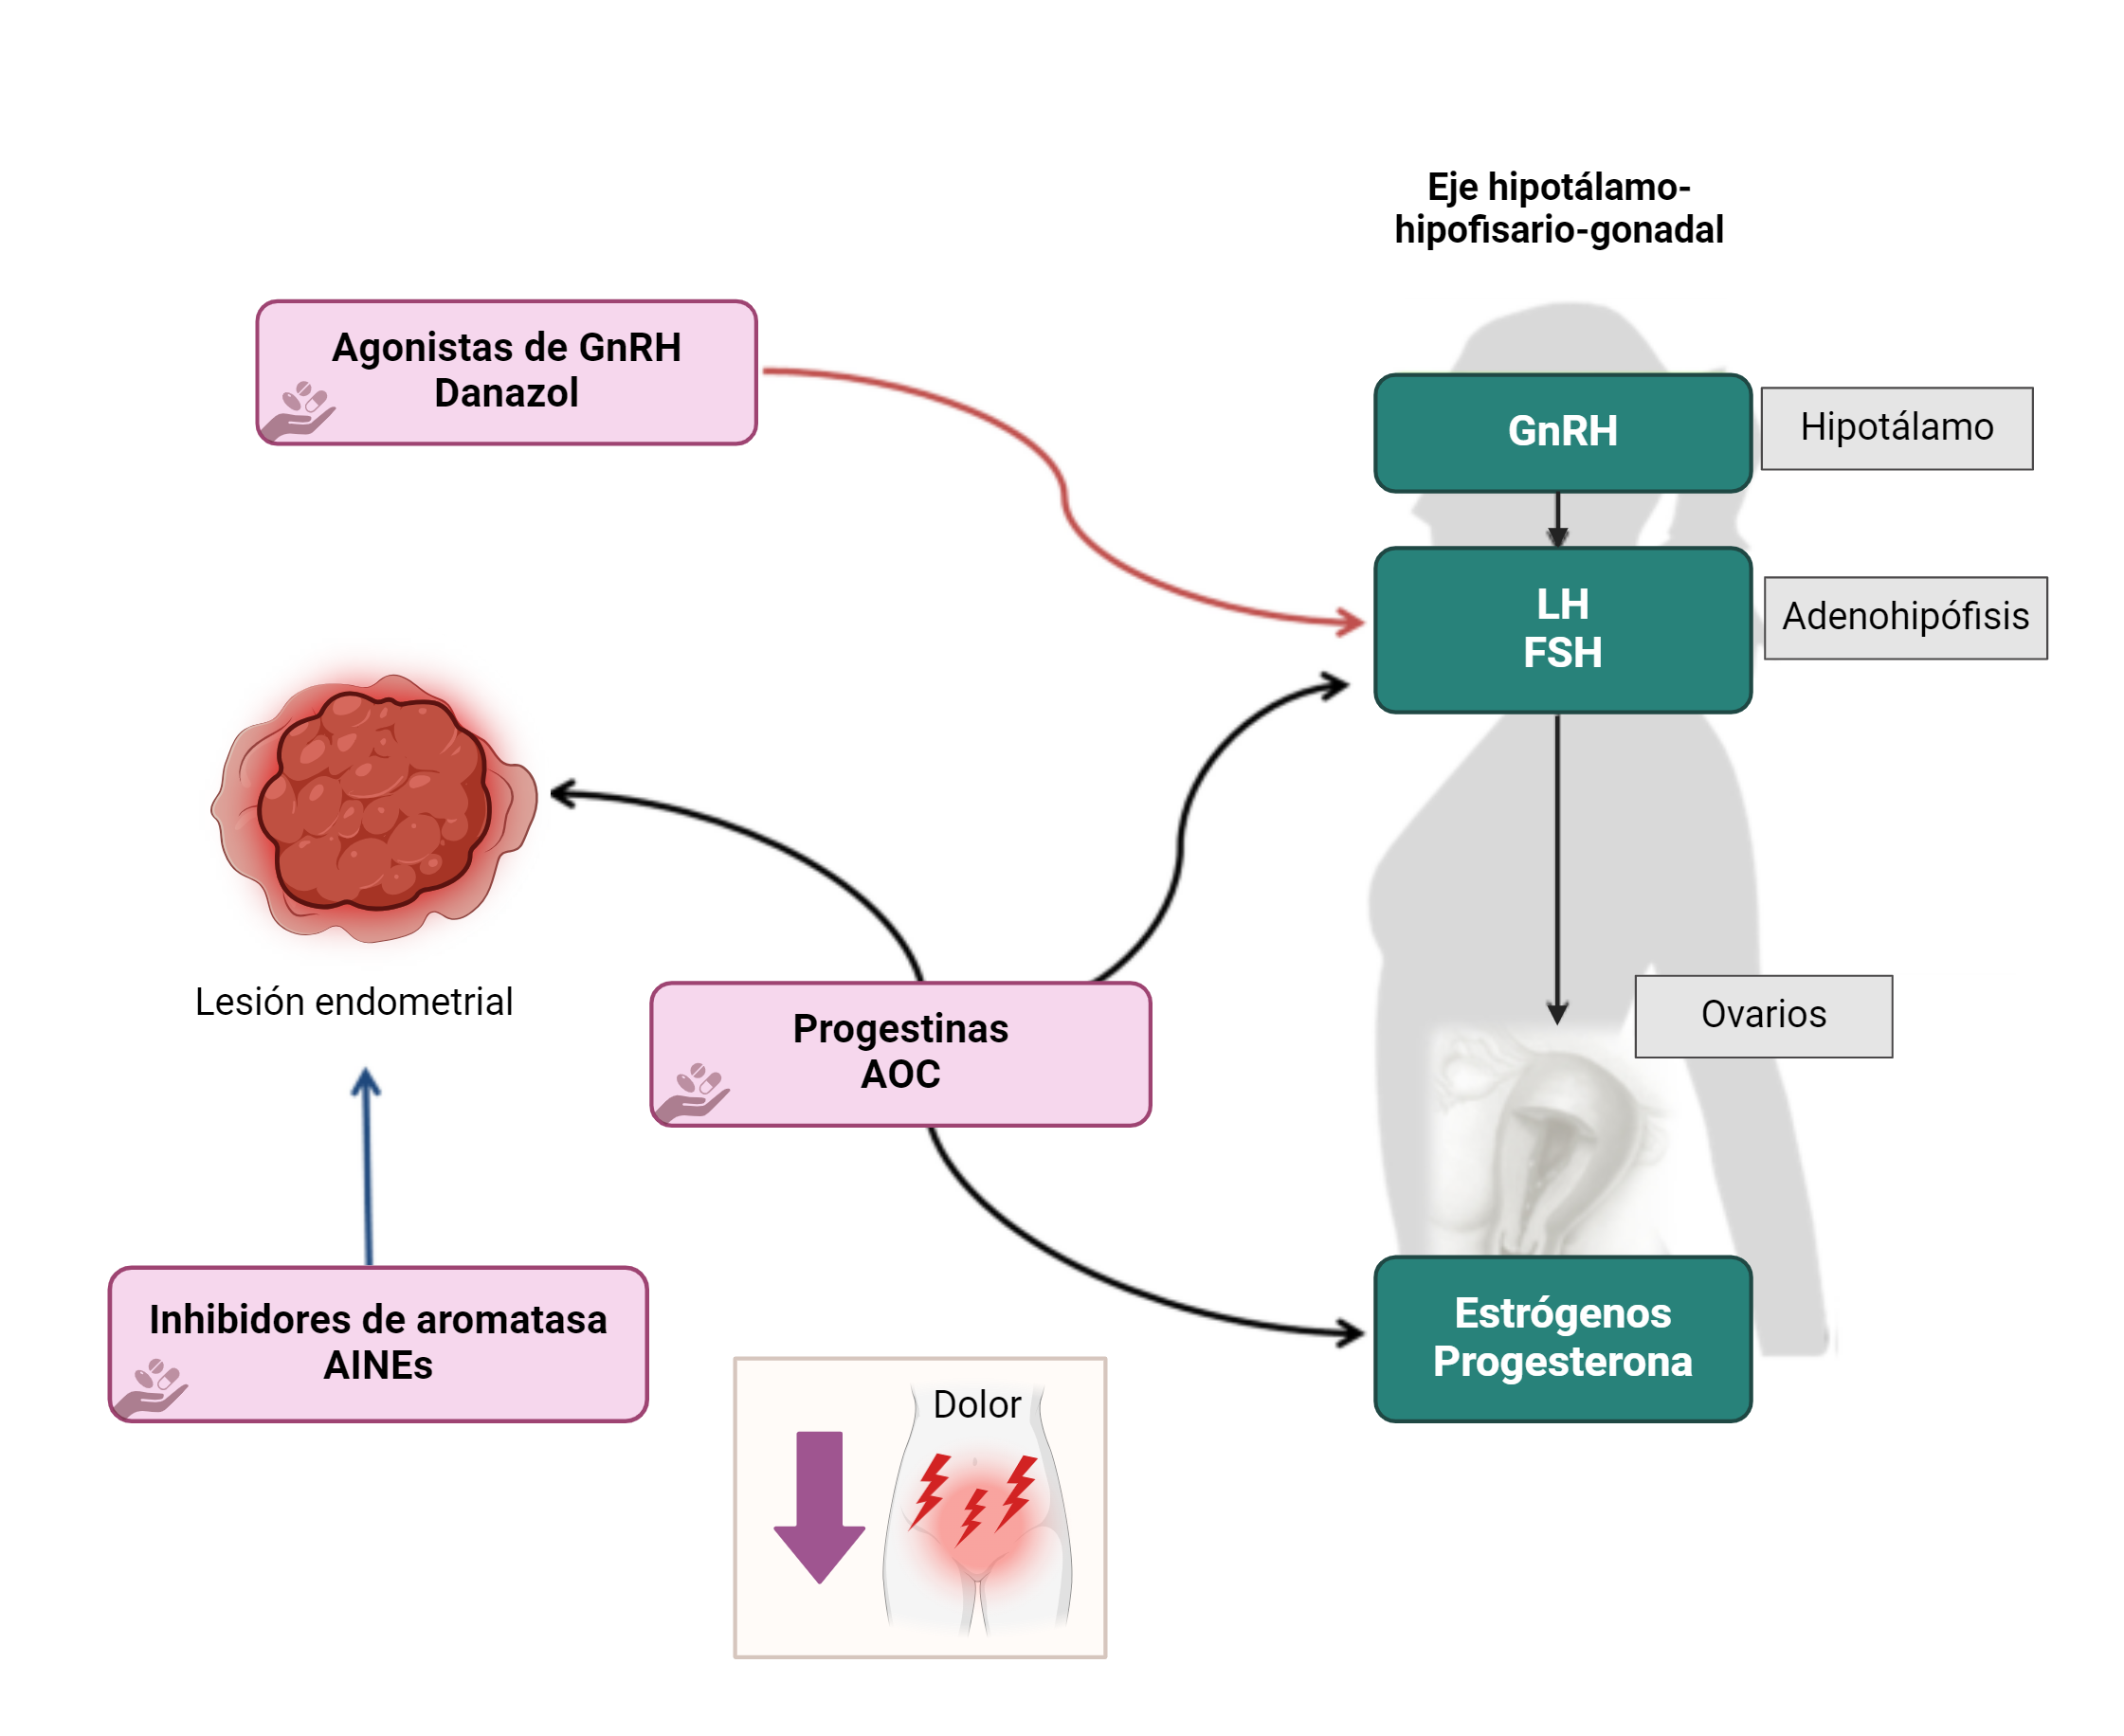 Eje hipotálamo-
hipofisario-gonadal
Agonistas de GnRH
Danazol
GnRH
Hipotálamo
LH
FSH
Adenohipófisis
Lesión endometrial
Progestinas
AOC
Ovarios
Inhibidores de aromatasa
AINEs
Estrógenos
Progesterona
Dolor